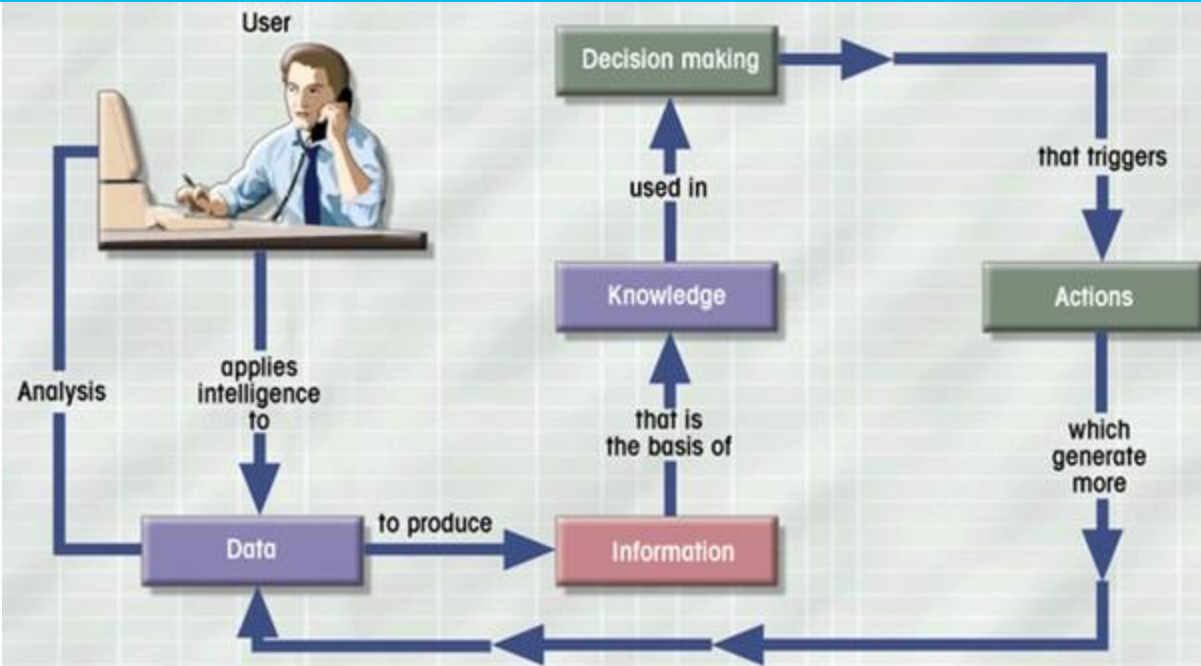 User
Decision making
that triggers
used in
Knowledge
Actions
Analysis
applies
intelligence
to
that is
the basis of
which
generate
more
Data
to produce
Information